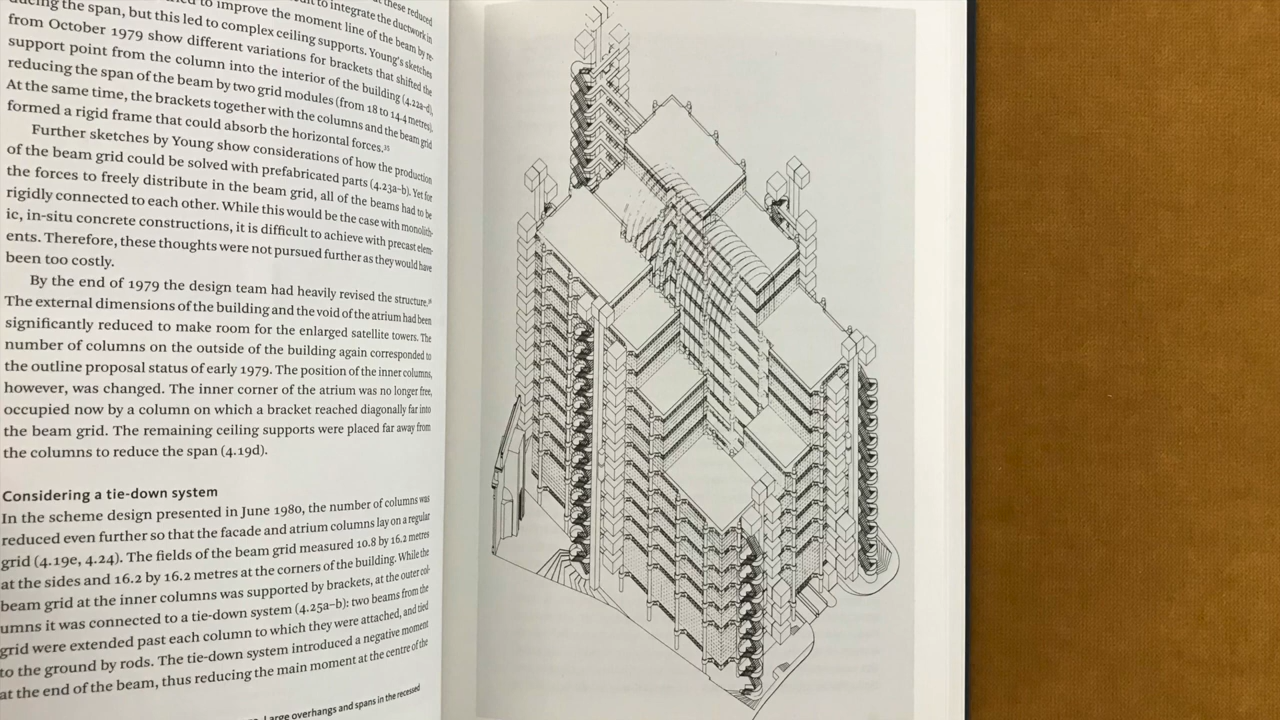 these reduced
to integrate the ductwork in
to improve the moment line of the beam by re-
ducing the span, but this led to complex ceiling supports. Young's sketches
from October 1979 show different variations for brackets that shifted the
support point from the column into the interior of the building (4.22a–d),
reducing the span of the beam by two grid modules (from 18 to 14.4 metres).
At the same time, the brackets together with the columns and the beam grid
formed a rigid frame that could absorb the horizontal forces.
Further sketches by Young show considerations of how the production
of the beam grid could be solved with prefabricated parts (4.23a–b). Yet for
the forces to freely distribute in the beam grid, all of the beams had to be
rigidly connected to each other. While this would be the case with monolith-
ic, in-situ concrete constructions, it is difficult to achieve with precast elem-
ents. Therefore, these thoughts were not pursued further as they would have
been too costly.
By the end of 1979 the design team had heavily revised the structure.
The external dimensions of the building and the void of the atrium had been
significantly reduced to make room for the enlarged satellite towers. The
number of columns on the outside of the building again corresponded to
the outline proposal status of early 1979. The position of the inner columns,
however, was changed. The inner corner of the atrium was no longer free,
occupied now by a column on which a bracket reached diagonally far into
the beam grid. The remaining ceiling supports were placed far away from
the columns to reduce the span (4.19d).
Considering a tie-down system
In the scheme design presented in June 1980, the number of columns was
reduced even further so that the facade and atrium columns lay on a regular
grid (4.19e, 4.24). The fields of the beam grid measured 10.8 by 16.2 metres
at the sides and 16.2 by 16.2 metres at the corners of the building. While the
beam grid at the inner columns was supported by brackets, at the outer col-
umns it was connected to a tie-down system (4.25a–b): two beams from the
grid were extended past each column to which they were attached, and tied
to the ground by rods. The tie-down system introduced a negative moment
at the end of the beam, thus reducing the main moment at the centre of the
Large overhangs and spans in the recessed